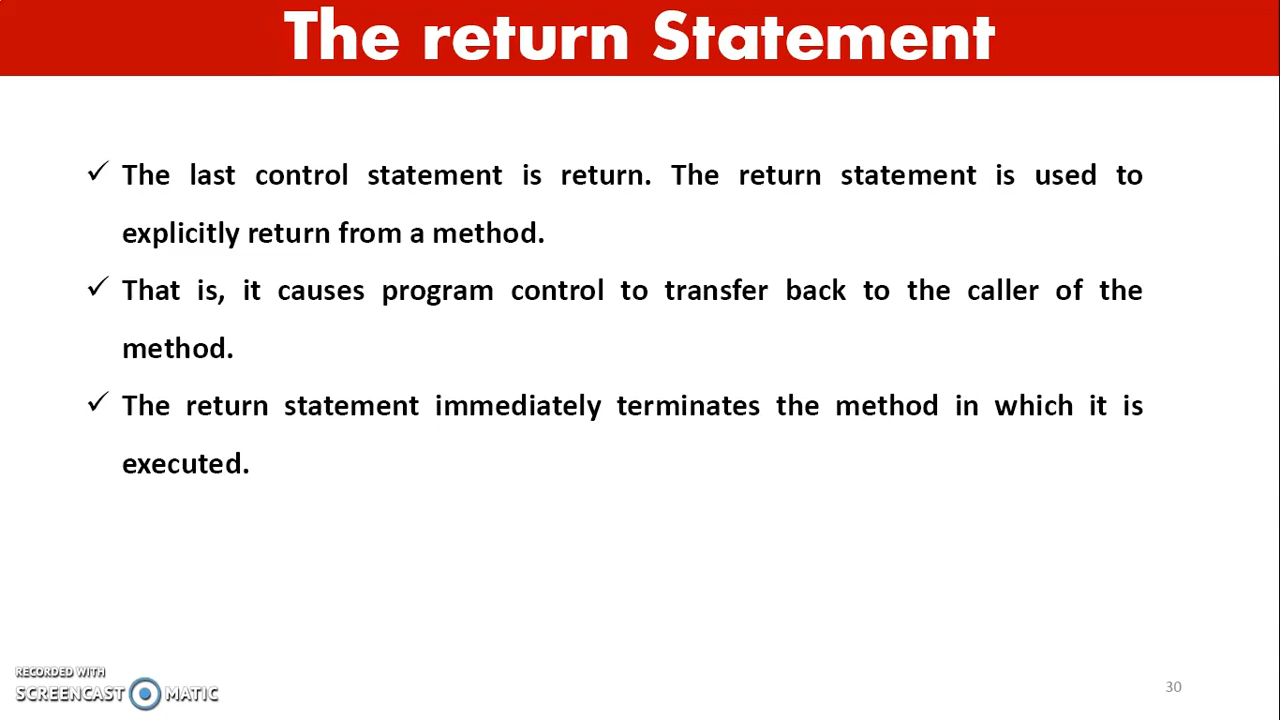 The return Statement
✓ The last control statement is return. The return statement is used to
explicitly return from a method.
✓ That is, it causes program control to transfer back to the caller of the
method.
✓ The return statement immediately terminates the method in which it is
executed.
RECORDED WITH
SCREENCAST MATIC
30